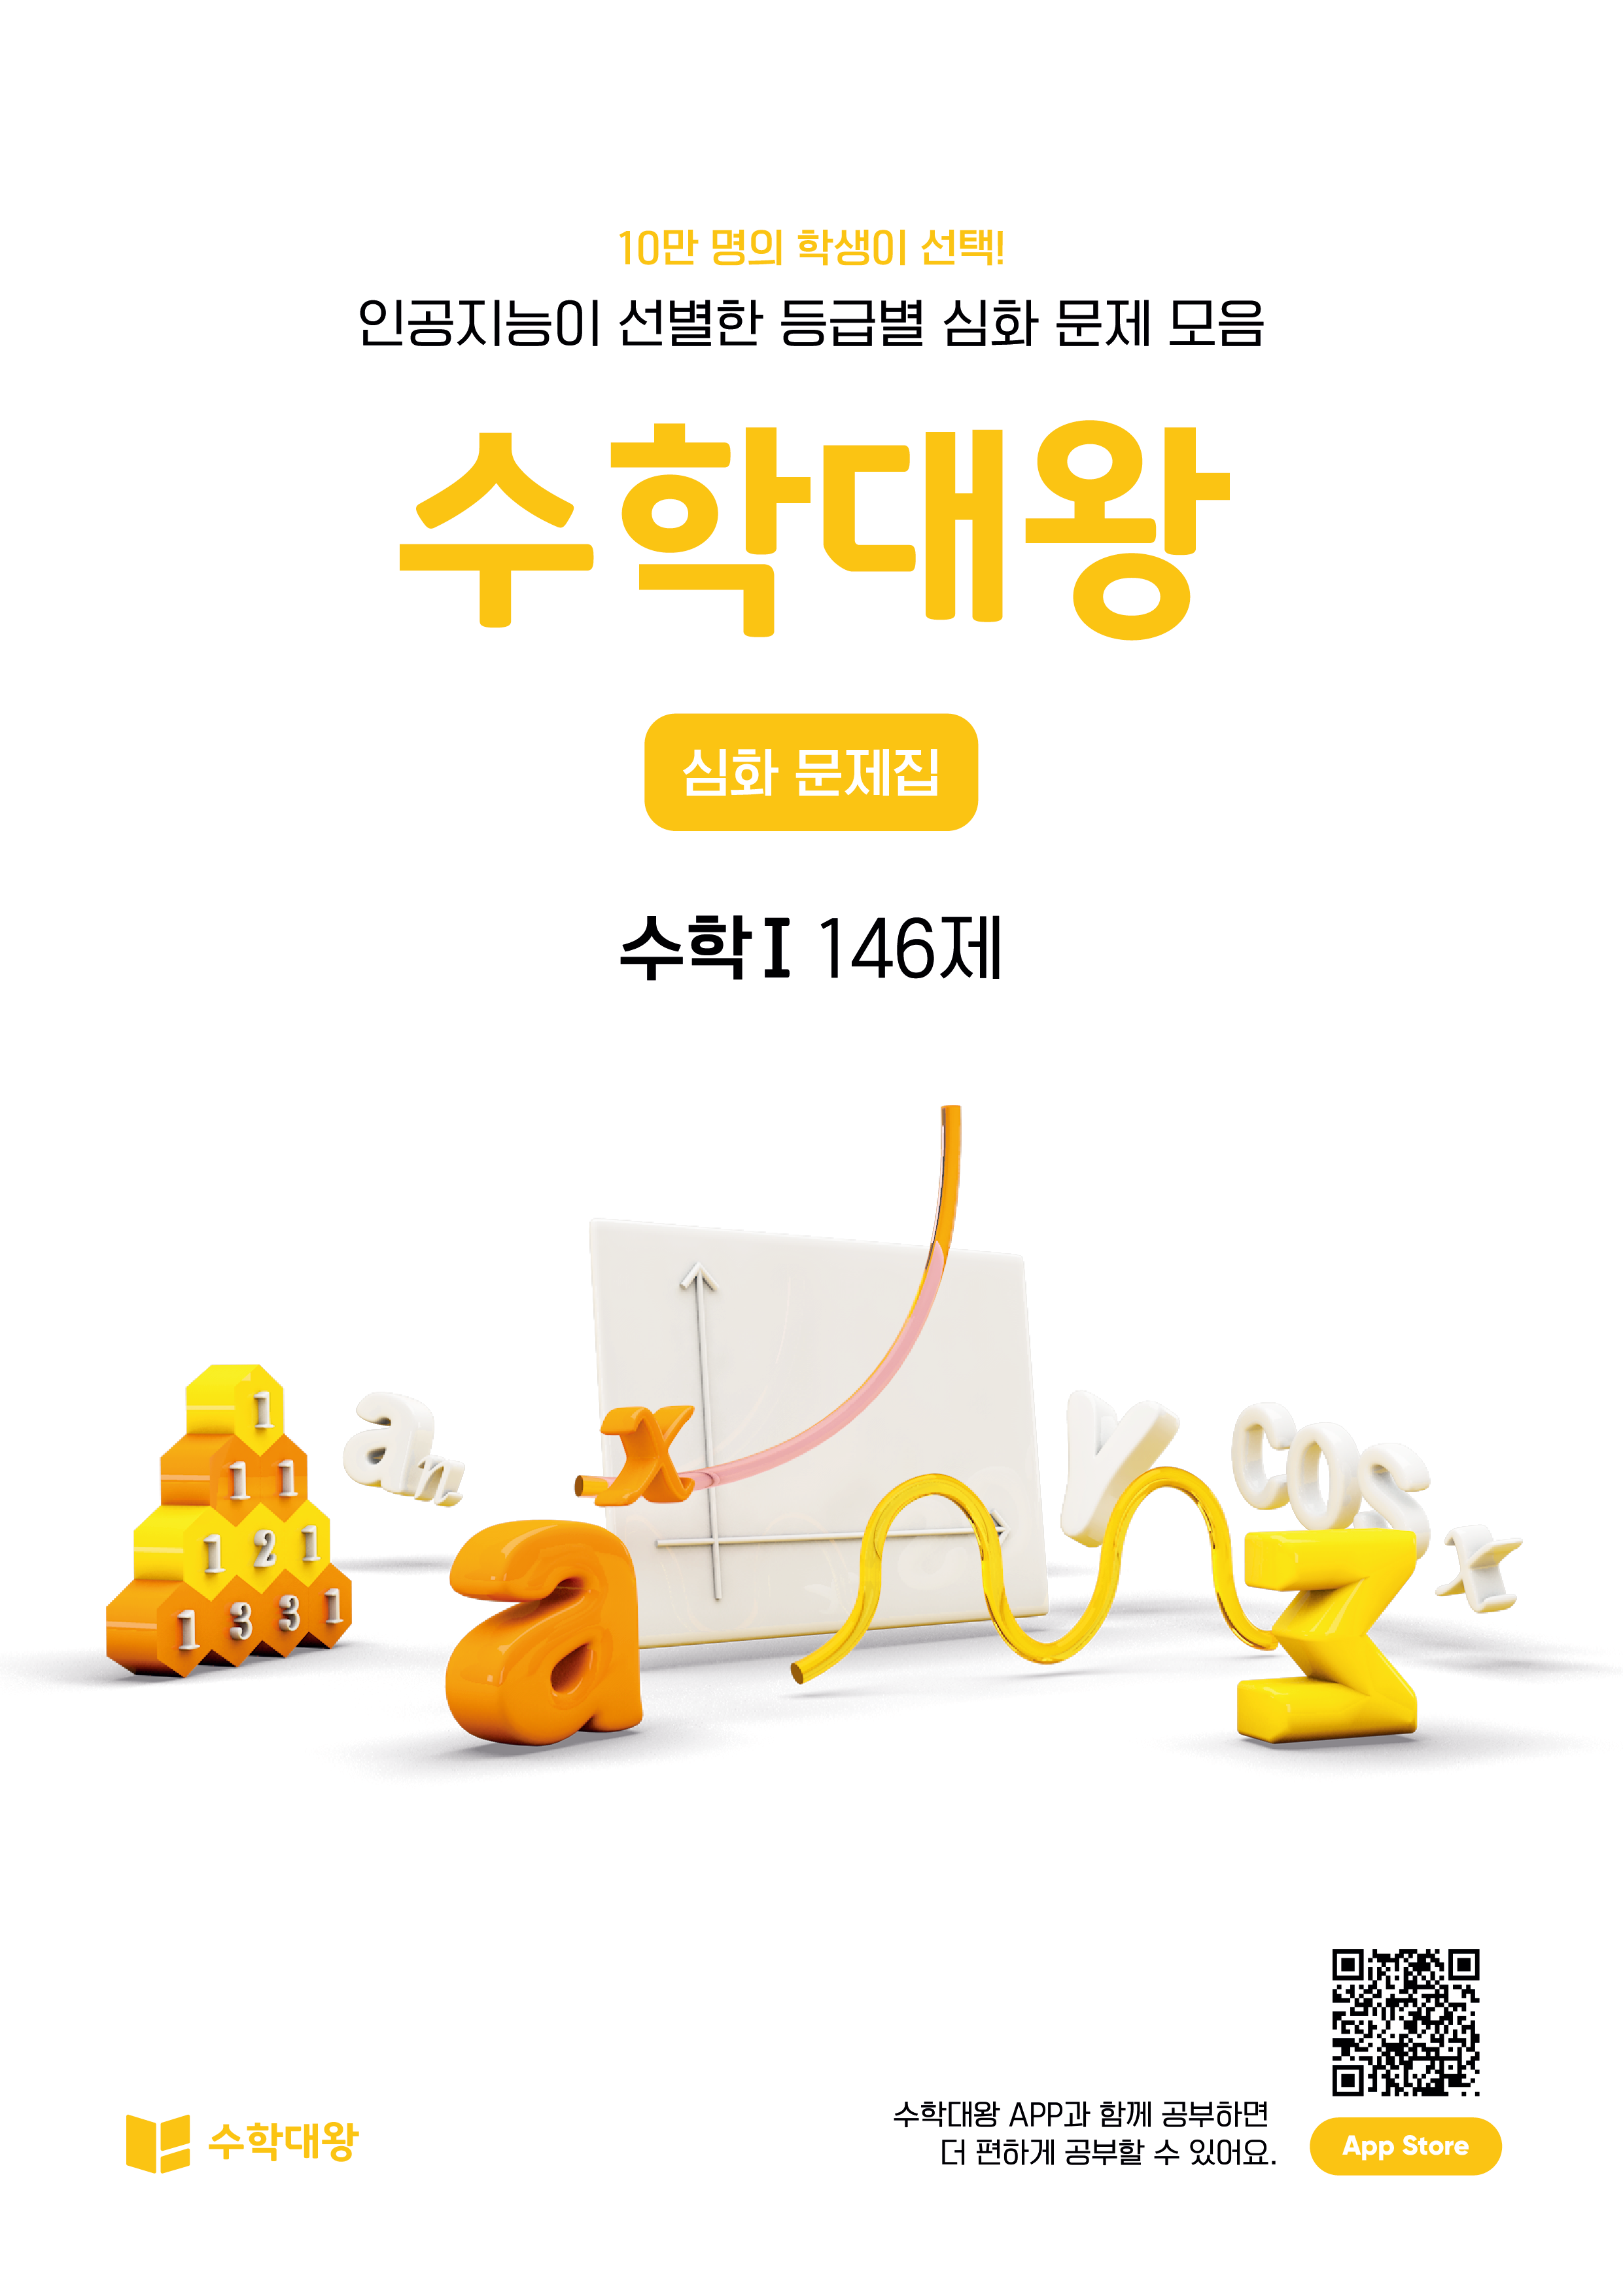 10만 명의 학생이 선택!
인공지능이 선별한 등급별 심화 문제 모음
수학대왕
심화 문제집
수학Ⅰ 146제
1
1 1
1 2 1
1 3 3 1
an
x
a
y
cos x
Σ
수학대왕
수학대왕 APP과 함께 공부하면
더 편하게 공부할 수 있어요.
App Store